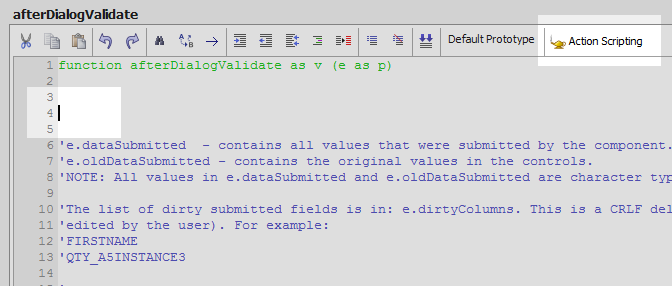 afterDialogValidate
Default Prototype Action Scripting
1 function afterDialogValidate as v (e as p)
2
3
4
5
6 'e.dataSubmitted - contains all values that were submitted by the component.
7 'e.oldDataSubmitted - contains the original values in the controls.
8 'NOTE: All values in e.dataSubmitted and e.oldDataSubmitted are character typ
9
10 'The list of dirty submitted fields is in: e.dirtyColumns. This is a CRLF del
11 'edited by the user). For example:
12 'FIRSTNAME
13 'QTY_A5INSTANCE3
14